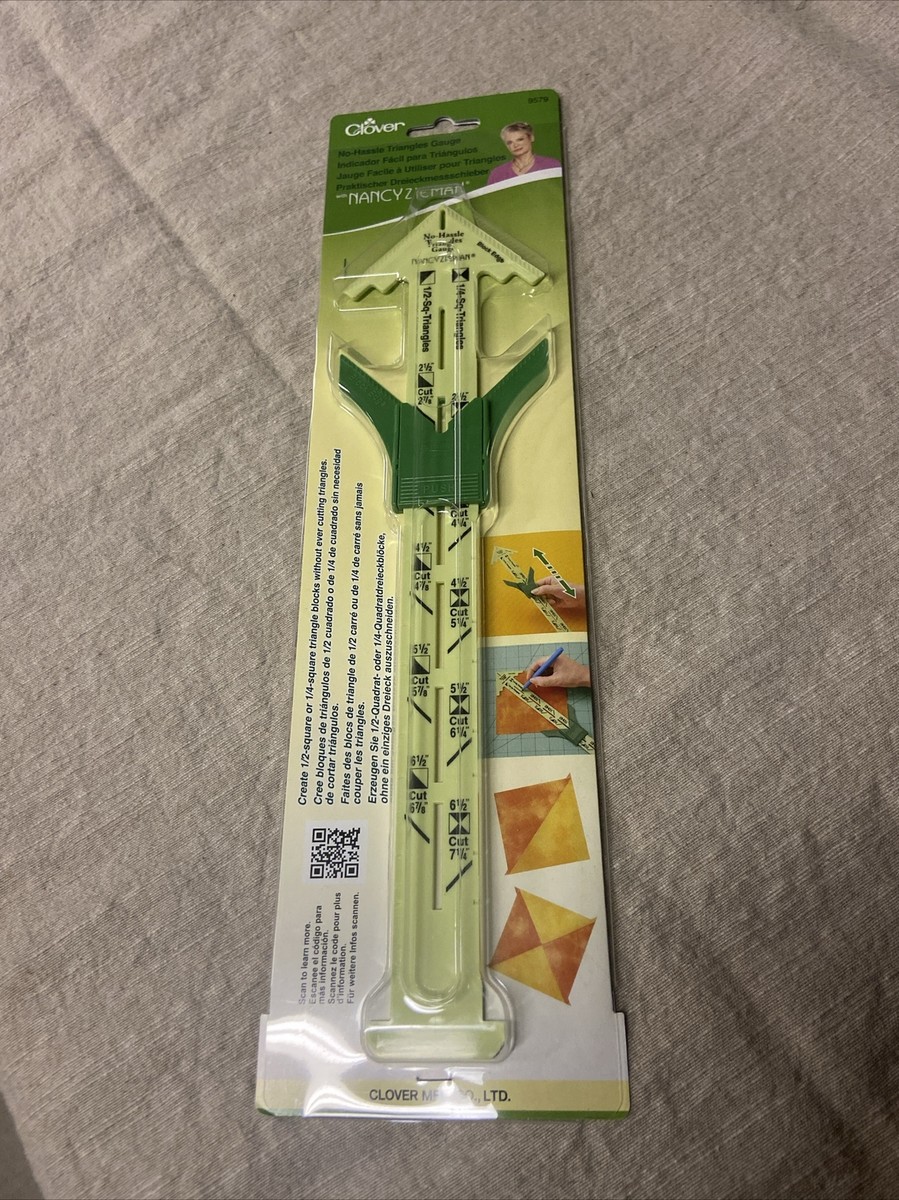 9579
Clover
No-Hassle Triangles Gauge
Indicador Fácil para Triángulos
Jauge Facile à Utiliser pour Triangles
Praktischer Dreieckmessschieber
with NANCY ZIEMAN
No-Hassle
Triangles
Gauge
NANCY ZIEMAN®
Block Edge
1/2-Sq-Triangles
1/4-Sq-Triangles
2½"
Cut
2⅞"
2½"
PUSH
Cut
4¼"
4½"
Cut
4⅞"
4½"
Cut
5¼"
5½"
5⅞"
5½"
Cut
6¼"
6½"
Cut
6⅞"
6½"
Cut
7¼"
Create 1/2-square or 1/4-square triangle blocks without ever cutting triangles.
Cree bloques de triángulos de 1/2 cuadrado o de 1/4 de cuadrado sin necesidad
de cortar triángulos.
Faites des blocs de triangle de 1/2 carré ou de 1/4 de carré sans jamais
couper les triangles.
Erzeugen Sie 1/2-Quadrat- oder 1/4-Quadratdreieckblöcke,
ohne ein einziges Dreieck auszuschneiden.
Scan to learn more.
Escanee el código para
más información.
Scannez le code pour plus
d'information.
Für weitere Infos scannen.
CLOVER MFG. CO., LTD.